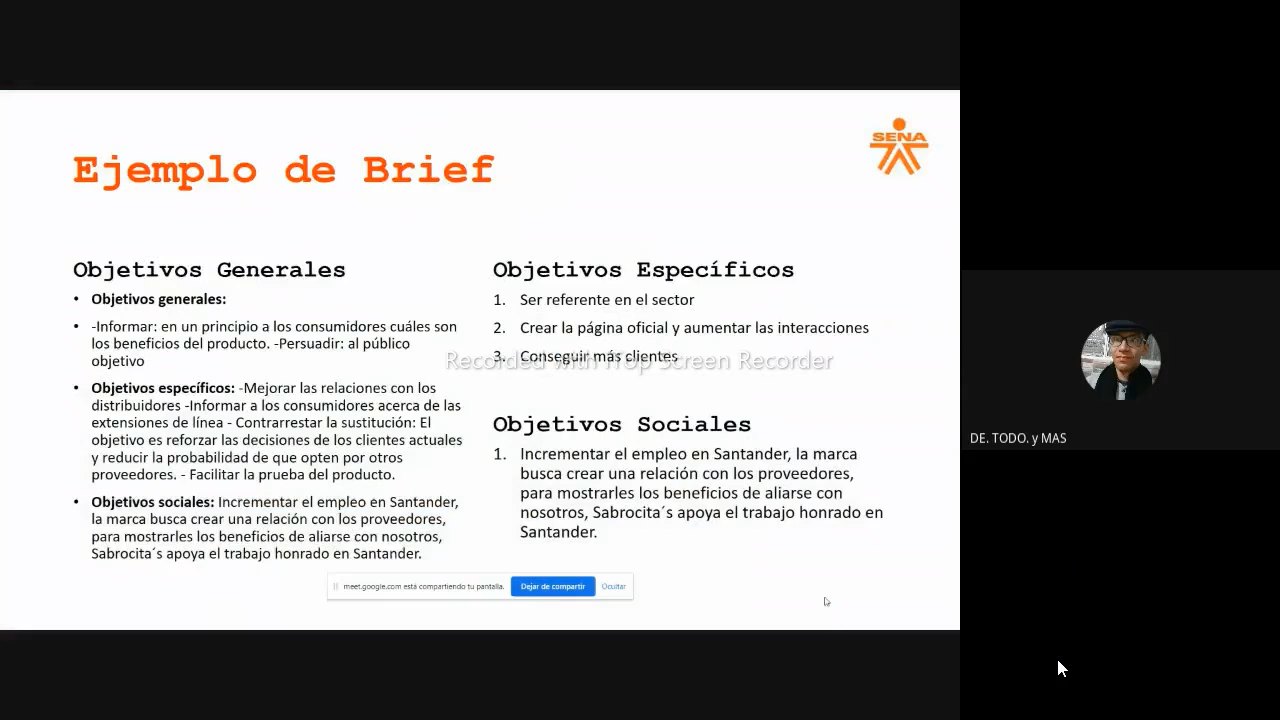 SENA
Ejemplo de Brief
Objetivos Generales
• Objetivos generales:
• -Informar: en un principio a los consumidores cuáles son
los beneficios del producto. -Persuadir: al público
objetivo
• Objetivos específicos: -Mejorar las relaciones con los
distribuidores -Informar a los consumidores acerca de las
extensiones de línea - Contrarrestar la sustitución: El
objetivo es reforzar las decisiones de los clientes actuales
y reducir la probabilidad de que opten por otros
proveedores. - Facilitar la prueba del producto.
• Objetivos sociales: Incrementar el empleo en Santander,
la marca busca crear una relación con los proveedores,
para mostrarles los beneficios de aliarse con nosotros,
Sabrocita´s apoya el trabajo honrado en Santander.
Objetivos Específicos
1. Ser referente en el sector
2. Crear la página oficial y aumentar las interacciones
3. Conseguir más clientes
Recorded with iTop Screen Recorder
Objetivos Sociales
1. Incrementar el empleo en Santander, la marca
busca crear una relación con los proveedores,
para mostrarles los beneficios de aliarse con
nosotros, Sabrocita´s apoya el trabajo honrado en
Santander.
meet.google.com está compartiendo tu pantalla. Dejar de compartir Ocultar
DE. TODO. y MAS